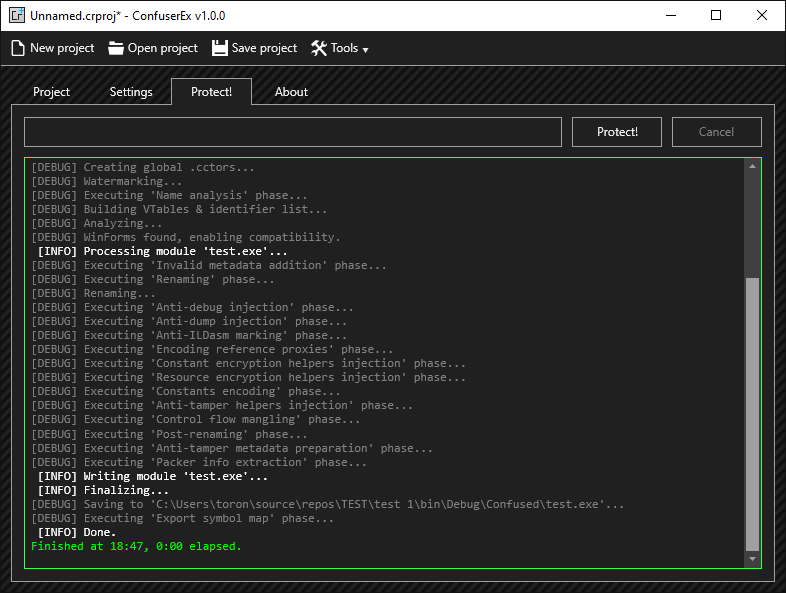 Unnamed.crproj* - ConfuserEx v1.0.0
New project Open project Save project Tools
Project Settings Protect! About
Protect! Cancel
[DEBUG] Creating global .cctors...
[DEBUG] Watermarking...
[DEBUG] Executing 'Name analysis' phase...
[DEBUG] Building VTables & identifier list...
[DEBUG] Analyzing...
[DEBUG] WinForms found, enabling compatibility.
[INFO] Processing module 'test.exe'...
[DEBUG] Executing 'Invalid metadata addition' phase...
[DEBUG] Executing 'Renaming' phase...
[DEBUG] Renaming...
[DEBUG] Executing 'Anti-debug injection' phase...
[DEBUG] Executing 'Anti-dump injection' phase...
[DEBUG] Executing 'Anti-ILDasm marking' phase...
[DEBUG] Executing 'Encoding reference proxies' phase...
[DEBUG] Executing 'Constant encryption helpers injection' phase...
[DEBUG] Executing 'Resource encryption helpers injection' phase...
[DEBUG] Executing 'Constants encoding' phase...
[DEBUG] Executing 'Anti-tamper helpers injection' phase...
[DEBUG] Executing 'Control flow mangling' phase...
[DEBUG] Executing 'Post-renaming' phase...
[DEBUG] Executing 'Anti-tamper metadata preparation' phase...
[DEBUG] Executing 'Packer info extraction' phase...
[INFO] Writing module 'test.exe'...
[INFO] Finalizing...
[DEBUG] Saving to 'C:\Users\toron\source\repos\TEST\test 1\bin\Debug\Confused\test.exe'...
[DEBUG] Executing 'Export symbol map' phase...
[INFO] Done.
Finished at 18:47, 0:00 elapsed.